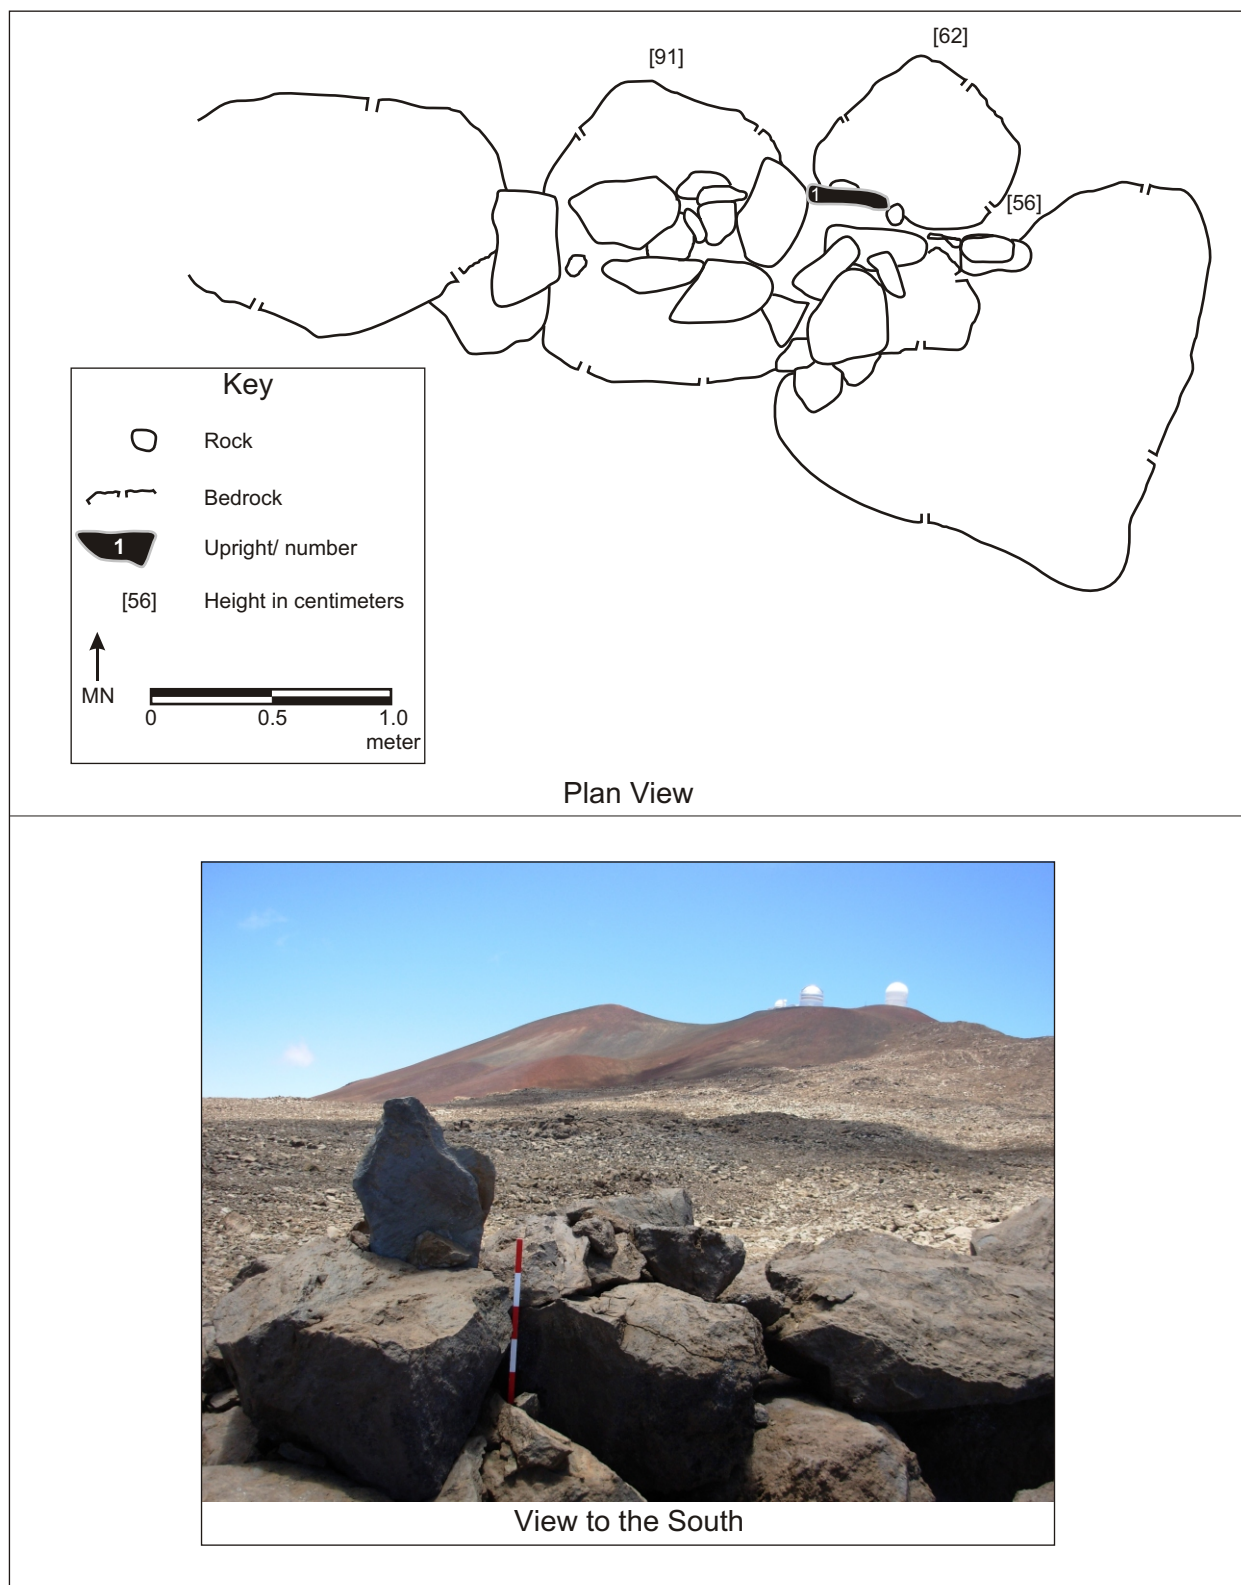 [62]
[91]
1
[56]
Key
Rock
Bedrock
1 Upright/ number
[56] Height in centimeters
MN
0 0.5 1.0
meter
Plan View
View to the South